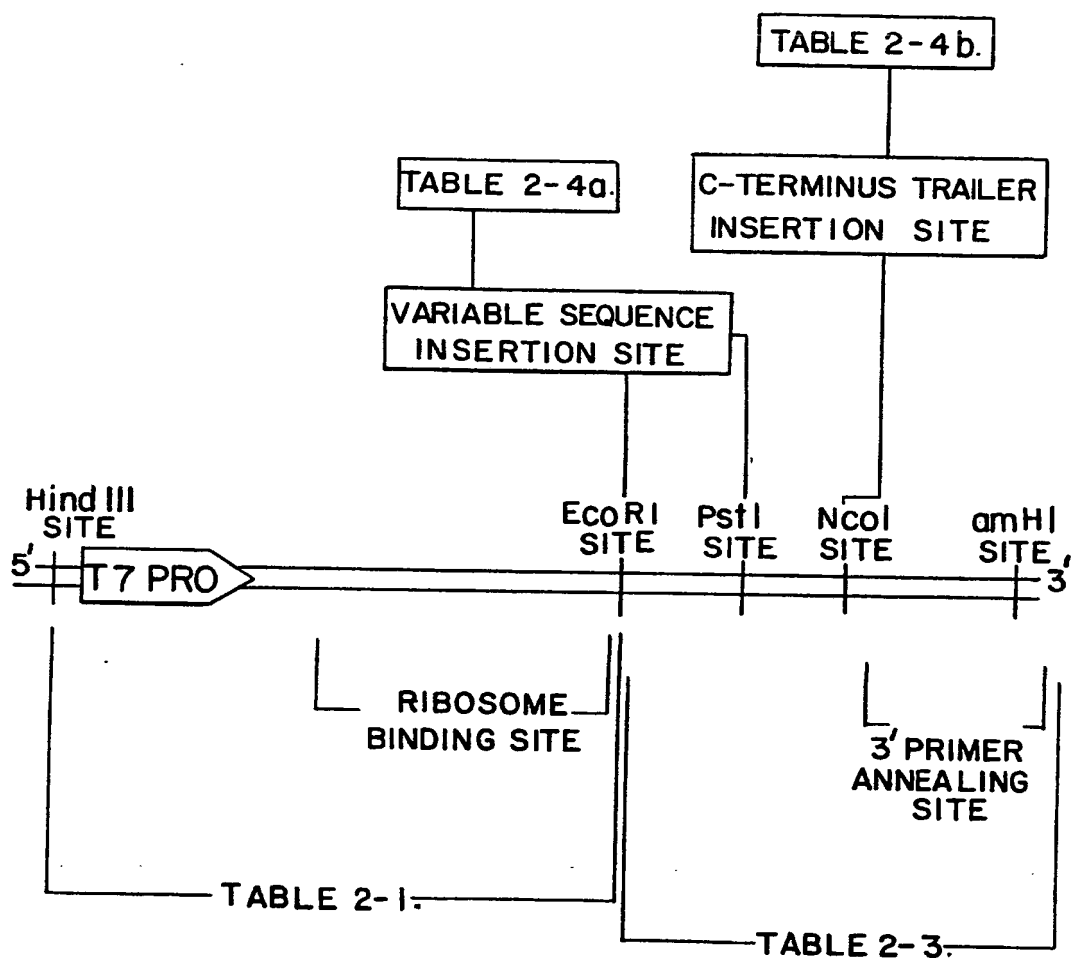 TABLE 2-4b.
C-TERMINUS TRAILER
INSERTION SITE
TABLE 2-4a.
VARIABLE SEQUENCE
INSERTION SITE
Hind III
SITE
EcoRI
SITE
PstI
SITE
NcoI
SITE
amHI
SITE
5'
T7 PRO
3'
RIBOSOME
BINDING SITE
3' PRIMER
ANNEALING
SITE
TABLE 2-1.
TABLE 2-3.